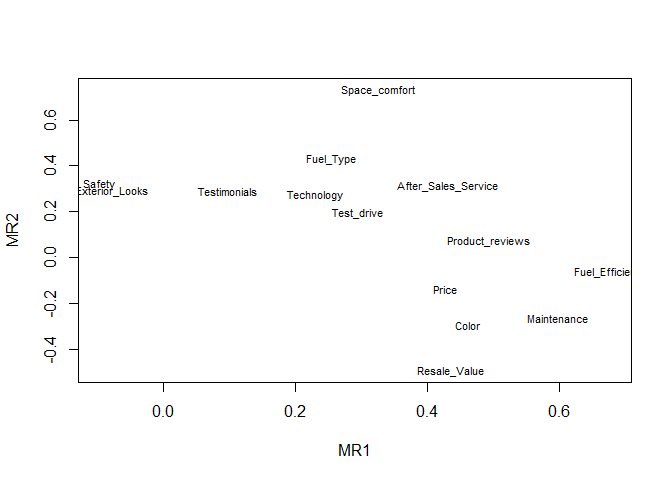 Space_comfort
Fuel_Type
Safety
Exterior_Looks
Testimonials
Technology
After_Sales_Service
Test_drive
Product_reviews
Fuel_Efficien
Price
Color
Maintenance
Resale_Value
0.6
0.4
0.2
0.0
-0.2
-0.4
MR2
0.0 0.2 0.4 0.6
MR1